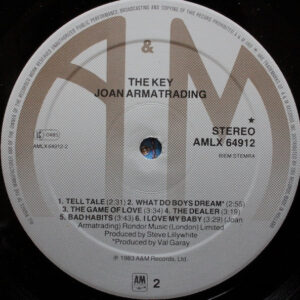 &
THE KEY
JOAN ARMATRADING
STEREO
AMLX 64912
AMLX-64912-2
BIEM STEMRA
1. TELL TALE (2:31) 2. WHAT DO BOYS DREAM* (2:55)
3. THE GAME OF LOVE (3:34) 4. THE DEALER (3:19)
5. BAD HABITS (3:43) 6. I LOVE MY BABY (3:29) (Joan
Armatrading) Rondor Music (London) Limited
Produced by Steve Lillywhite
*Produced by Val Garay
℗ 1983 A&M Records, Ltd.
A&M
2